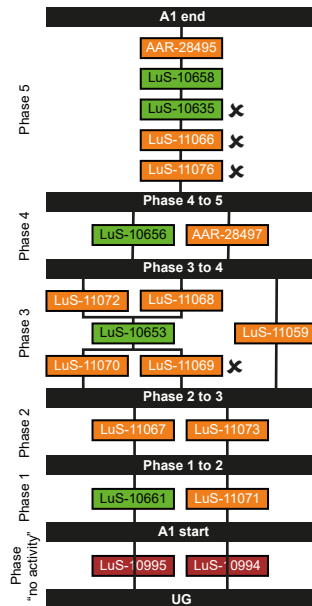 A1 end
AAR-28495
LuS-10658
LuS-10635
LuS-11066
LuS-11076
Phase 5
Phase 4 to 5
LuS-10656 AAR-28497
Phase 4
Phase 3 to 4
LuS-11072 LuS-11068
LuS-10653 LuS-11059
LuS-11070 LuS-11069
Phase 3
Phase 2 to 3
LuS-11067 LuS-11073
Phase 2
Phase 1 to 2
LuS-10661 LuS-11071
Phase 1
A1 start
LuS-10995 LuS-10994
Phase
"no activity"
UG